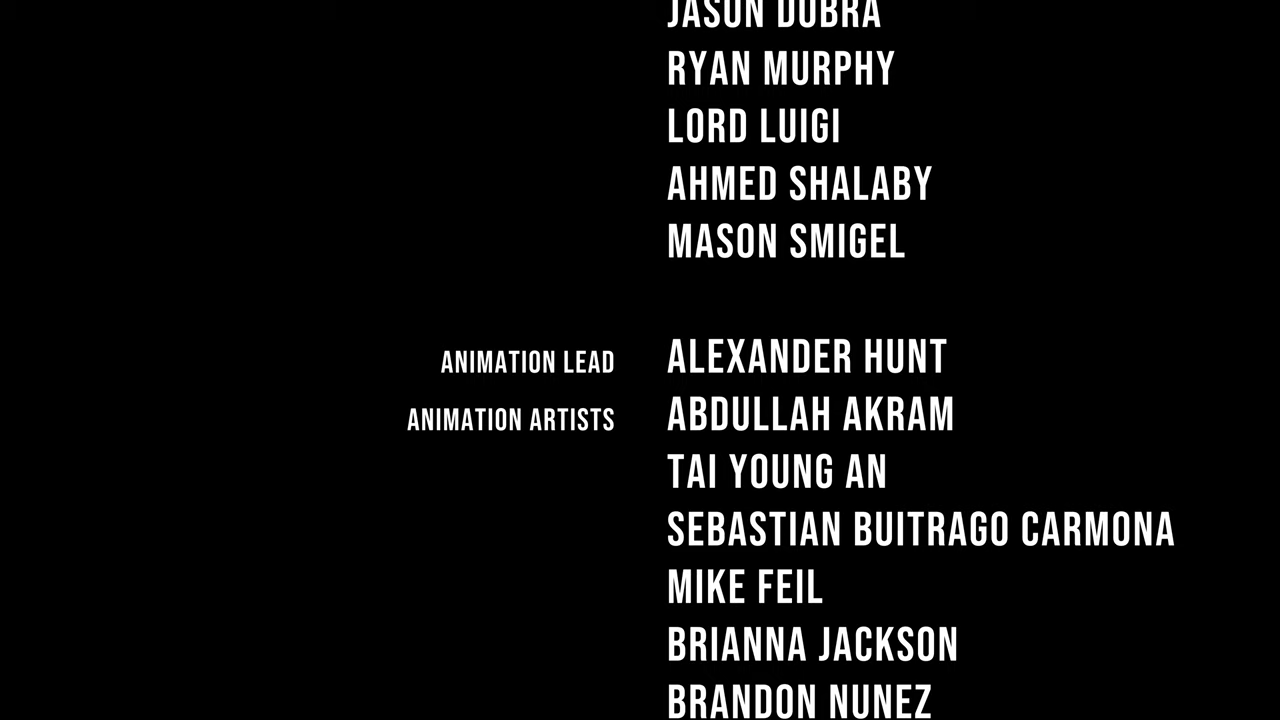 JASON DUBRA
RYAN MURPHY
LORD LUIGI
AHMED SHALABY
MASON SMIGEL
ANIMATION LEAD ALEXANDER HUNT
ANIMATION ARTISTS ABDULLAH AKRAM
TAI YOUNG AN
SEBASTIAN BUITRAGO CARMONA
MIKE FEIL
BRIANNA JACKSON
BRANDON NUNEZ